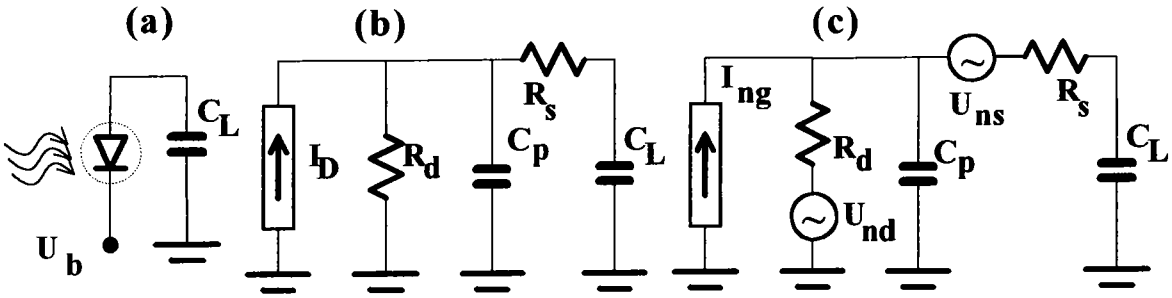 (a)
C_L
U_b
(b)
I_D
R_d
C_p
R_s
C_L
(c)
I_ng
R_d
U_nd
C_p
U_ns
R_s
C_L